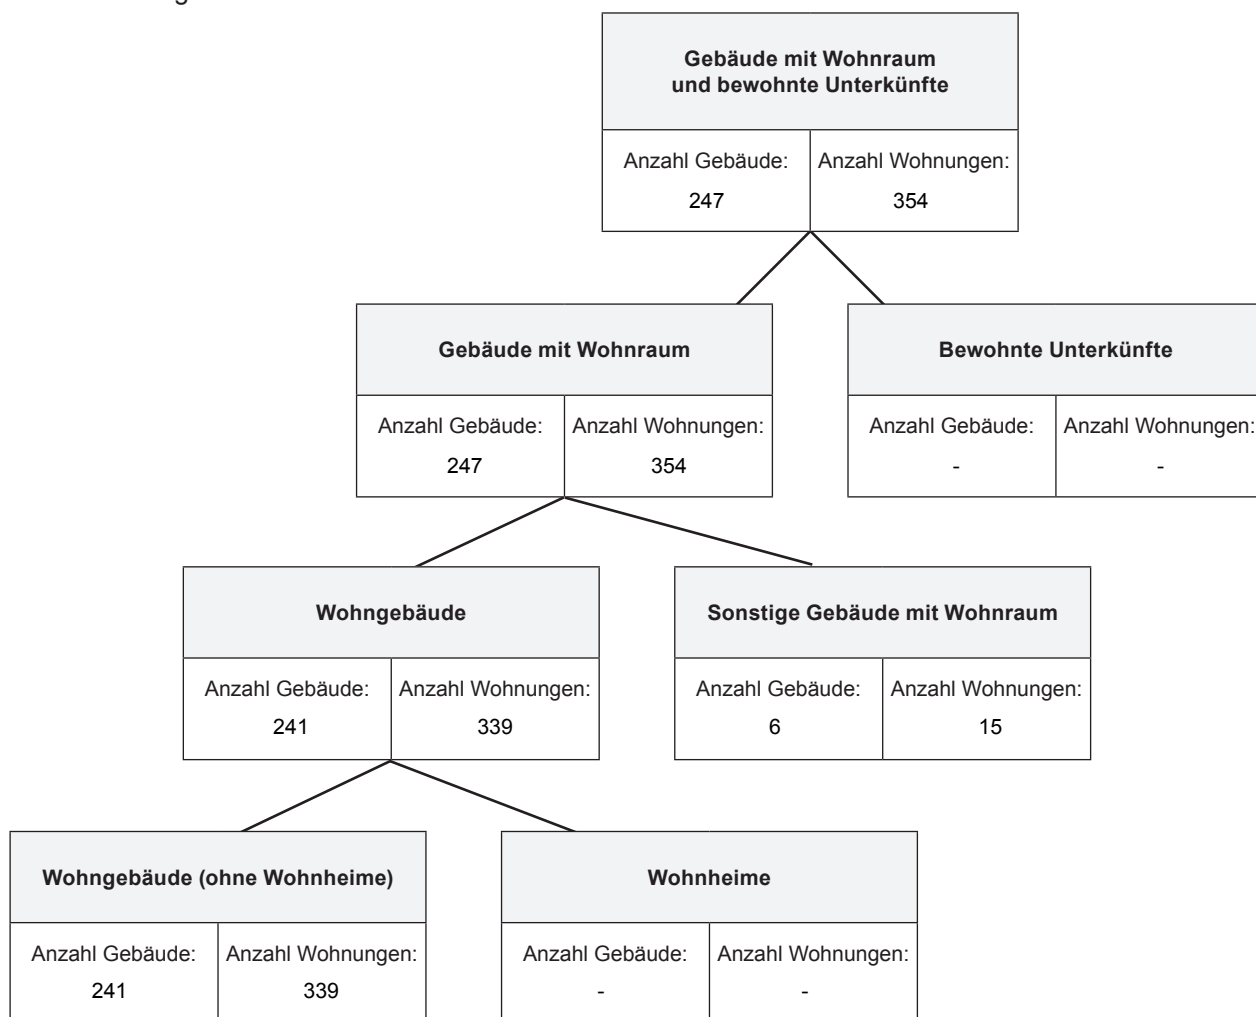 Gebäude mit Wohnraum
und bewohnte Unterkünfte
Anzahl Gebäude: Anzahl Wohnungen:
247 354
Gebäude mit Wohnraum
Bewohnte Unterkünfte
Anzahl Gebäude: Anzahl Wohnungen:
247 354
Anzahl Gebäude: Anzahl Wohnungen:
- -
Wohngebäude
Sonstige Gebäude mit Wohnraum
Anzahl Gebäude: Anzahl Wohnungen:
241 339
Anzahl Gebäude: Anzahl Wohnungen:
6 15
Wohngebäude (ohne Wohnheime)
Wohnheime
Anzahl Gebäude: Anzahl Wohnungen:
241 339
Anzahl Gebäude: Anzahl Wohnungen:
- -